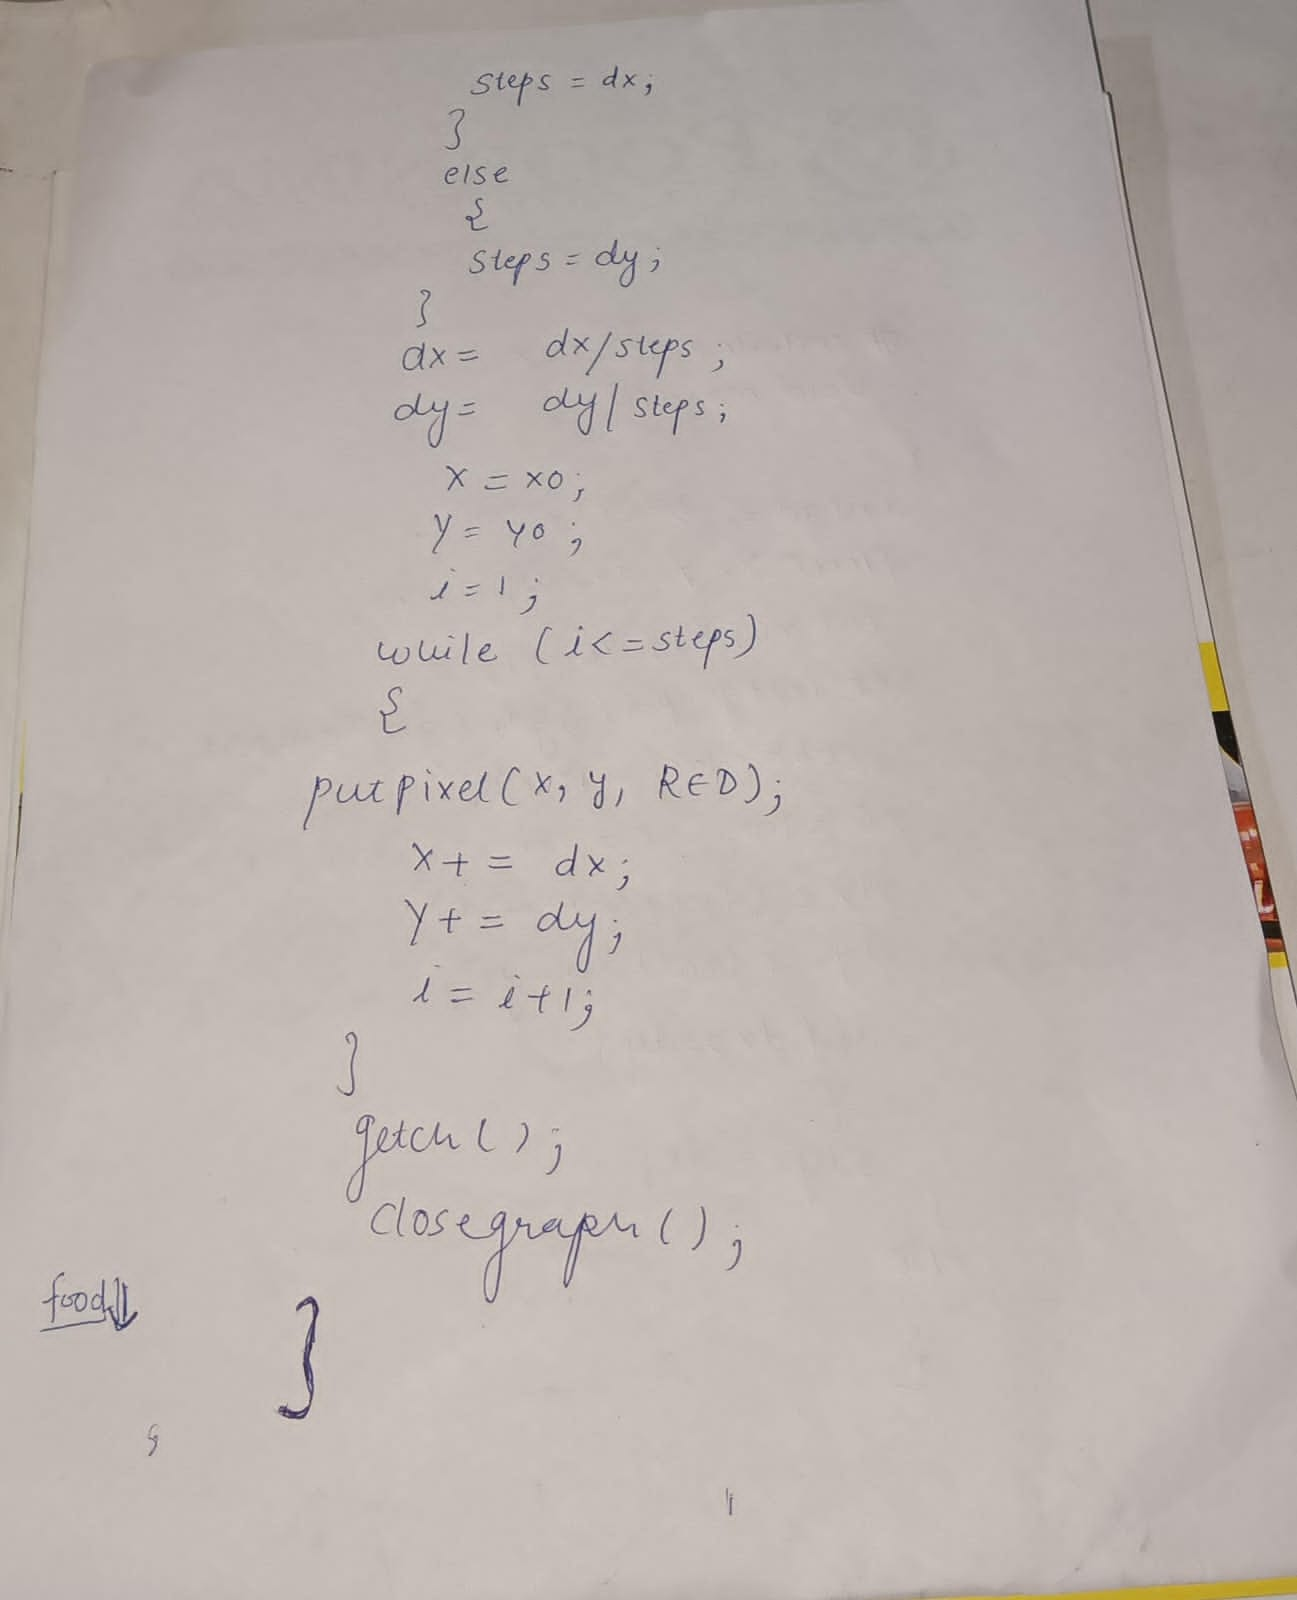 steps = dx;
}
else
{
steps = dy;
}
dx = dx/steps;
dy = dy/steps;
x = x0;
y = y0;
i = 1;
while (i<=steps)
{
putpixel(x, y, RED);
x+= dx;
y+= dy;
i = i+1;
}
getch();
closegraph();
food
}